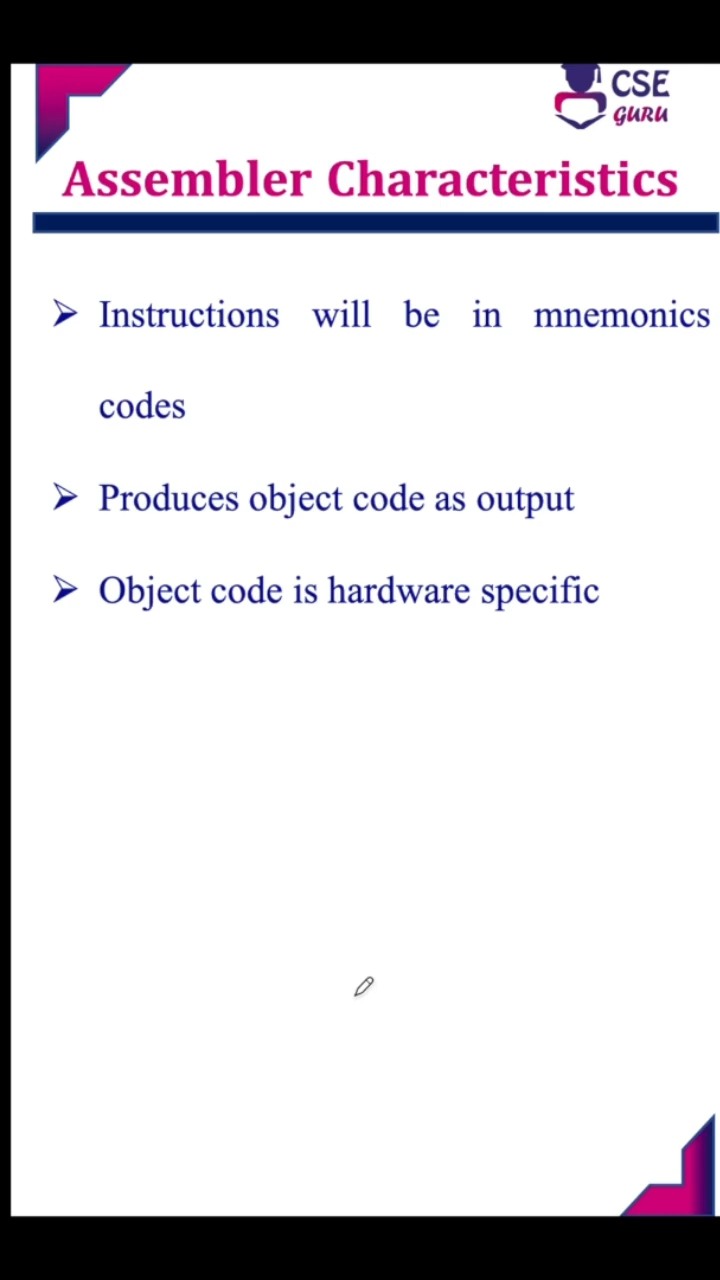 CSE
GURU
Assembler Characteristics
Instructions will be in mnemonics
codes
Produces object code as output
Object code is hardware specific